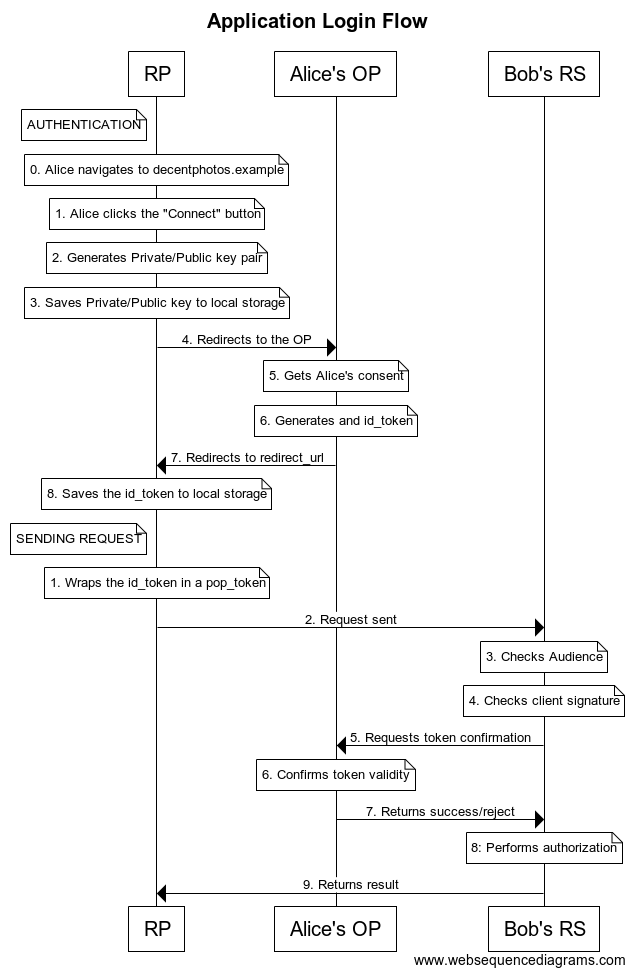 Application Login Flow
RP
Alice's OP
Bob's RS
AUTHENTICATION
0. Alice navigates to decentphotos.example
1. Alice clicks the "Connect" button
2. Generates Private/Public key pair
3. Saves Private/Public key to local storage
4. Redirects to the OP
5. Gets Alice's consent
6. Generates and id_token
7. Redirects to redirect_url
8. Saves the id_token to local storage
SENDING REQUEST
1. Wraps the id_token in a pop_token
2. Request sent
3. Checks Audience
4. Checks client signature
5. Requests token confirmation
6. Confirms token validity
7. Returns success/reject
8: Performs authorization
9. Returns result
RP
Alice's OP
Bob's RS
www.websequencediagrams.com